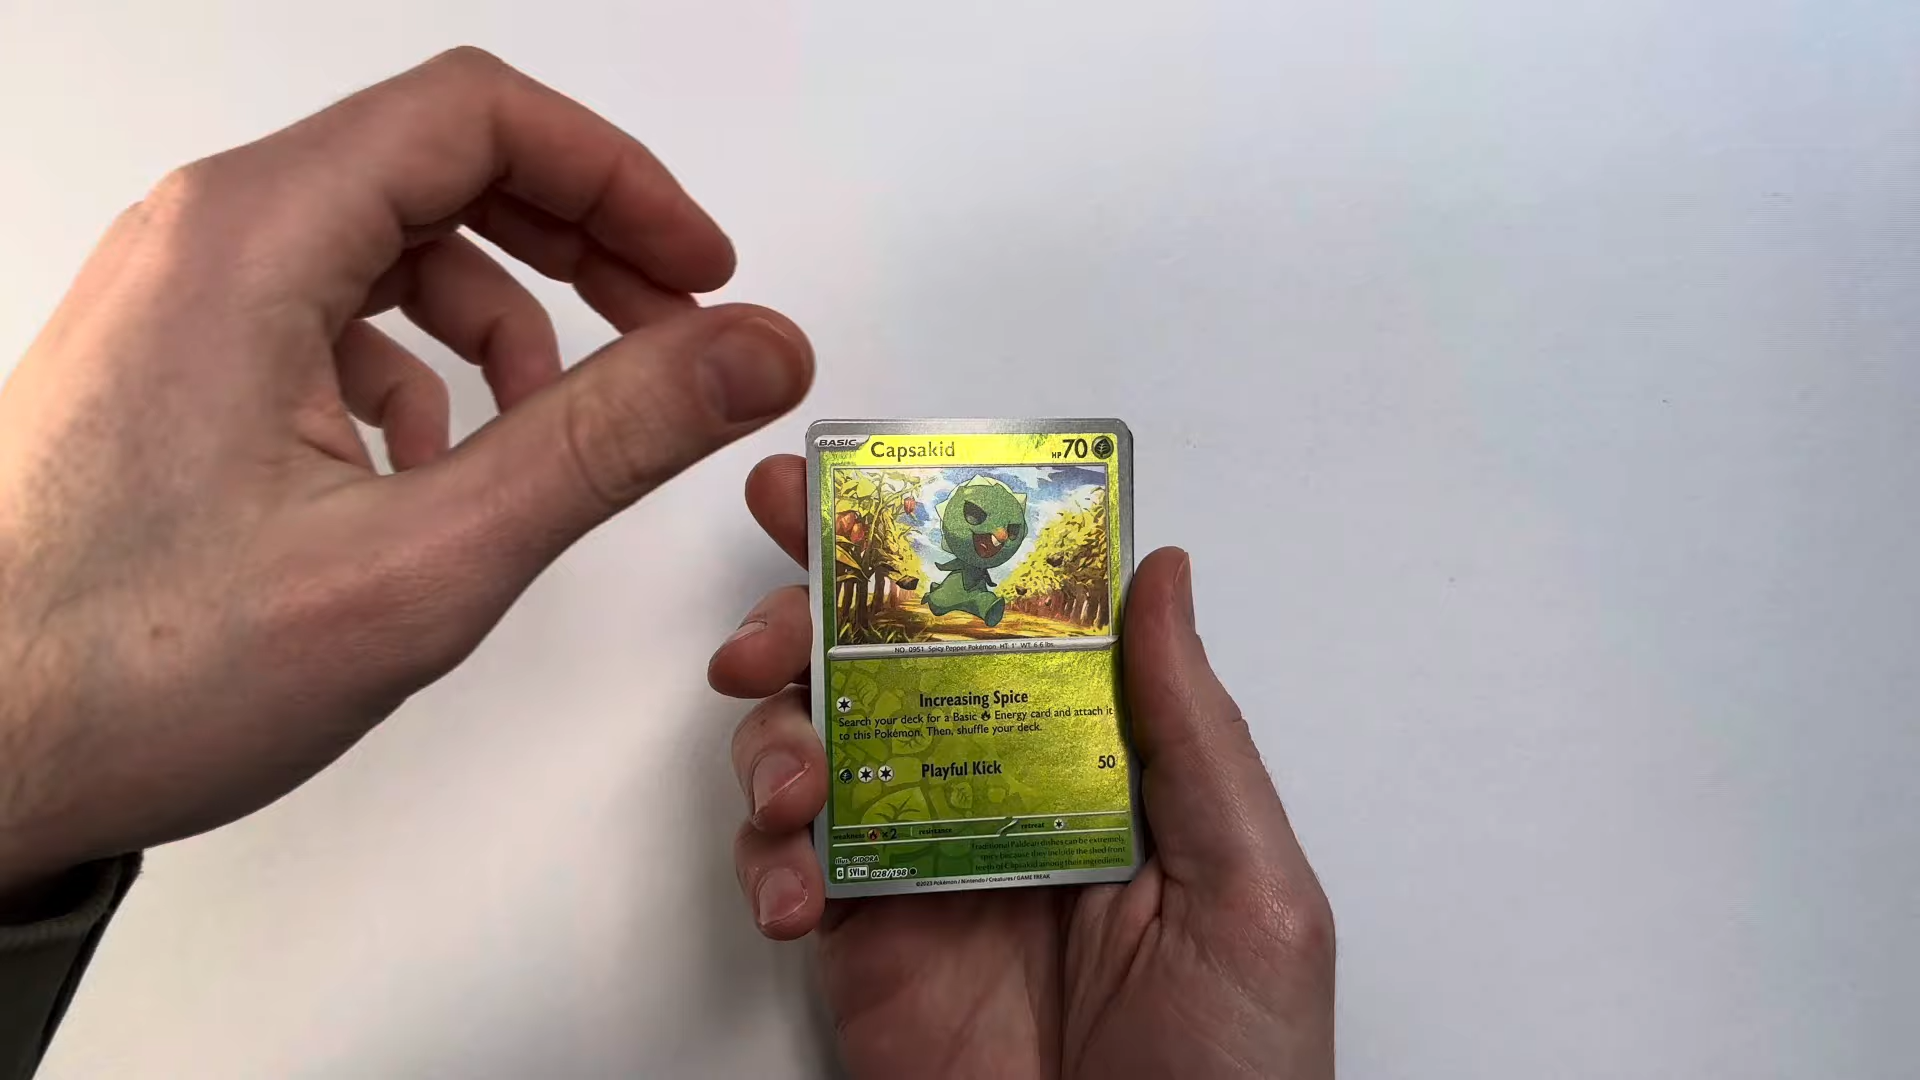 BASIC Capsakid HP 70
NO. 0951 Spicy Pepper Pokémon HT: 1' WT: 6.6 lbs.
Increasing Spice
Search your deck for a Basic Energy card and attach it
to this Pokémon. Then, shuffle your deck.
Playful Kick 50
weakness ×2 resistance retreat
Traditional Paldean dishes can be extremely
spicy because they include the shed front
teeth of Capsakid among their ingredients.
Illus. GIDORA
G SVI EN 028/198
©2023 Pokémon / Nintendo / Creatures / GAME FREAK